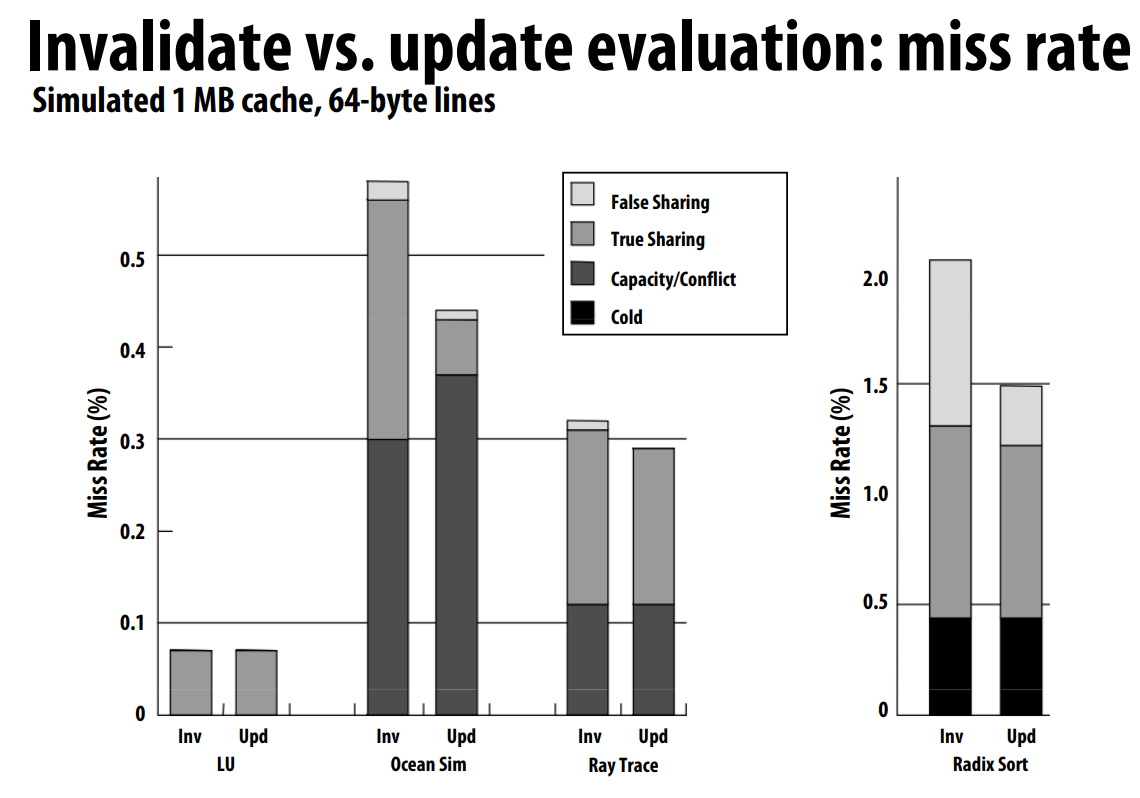 Invalidate vs. update evaluation: miss rate
Simulated 1 MB cache, 64-byte lines
False Sharing
True Sharing
Capacity/Conflict
Cold
Miss Rate (%)
0.5
0.4
0.3
0.2
0.1
0
Inv Upd Inv Upd Inv Upd
LU Ocean Sim Ray Trace
Miss Rate (%)
2.0
1.5
1.0
0.5
0
Inv Upd
Radix Sort